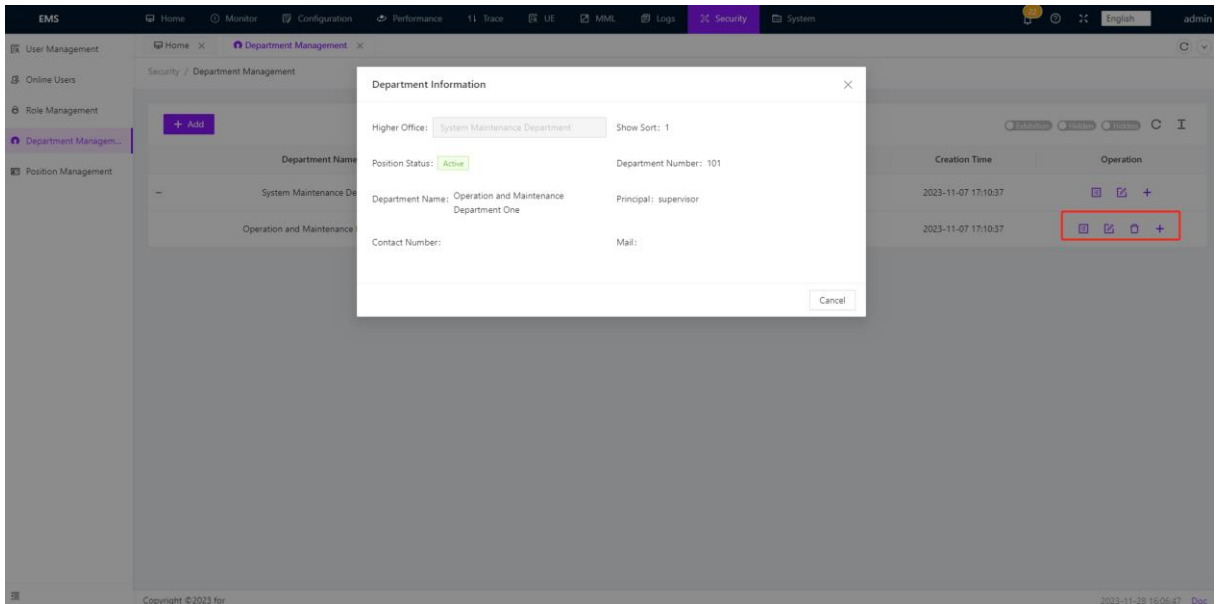 EMS Home Monitor Configuration Performance Trace UE MML Logs Security System 22 English admin
User Management
Home Department Management
Online Users
Security / Department Management
Role Management
Department Managem...
Position Management
+ Add
Exhibition Hidden Hidden
Department Name Creation Time Operation
System Maintenance De 2023-11-07 17:10:37
Operation and Maintenance 2023-11-07 17:10:37
Department Information
Higher Office: System Maintenance Department Show Sort: 1
Position Status: Active Department Number: 101
Department Name: Operation and Maintenance Principal: supervisor
Department One
Contact Number: Mail:
Cancel
Copyright ©2023 for 2023-11-28 16:06:47 Doc